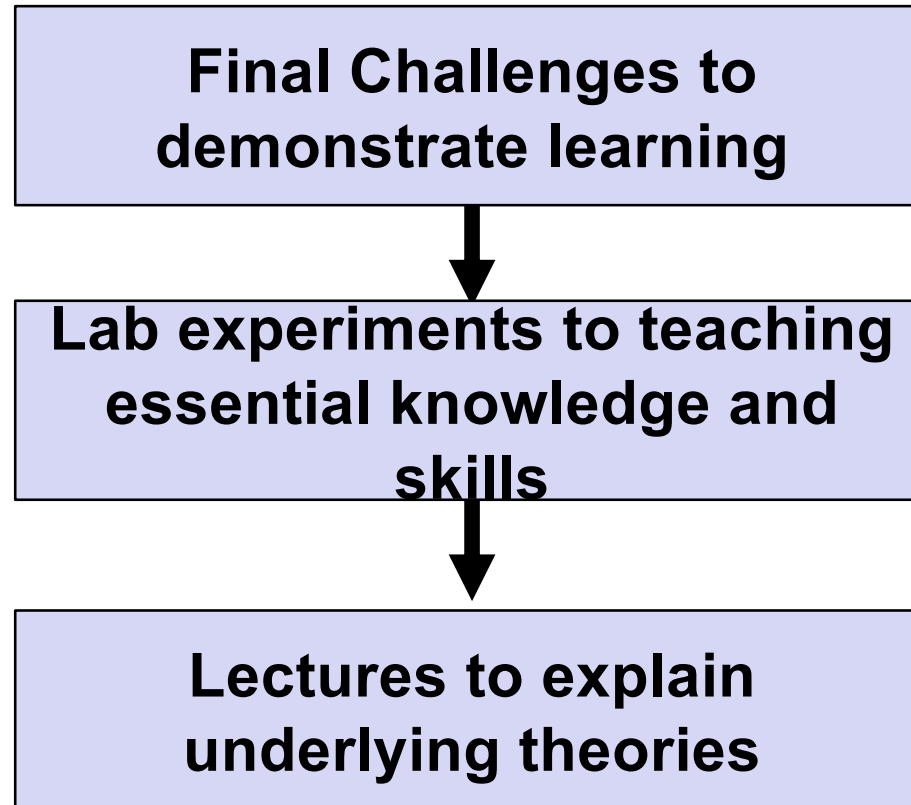 Final Challenges to
demonstrate learning
Lab experiments to teaching
essential knowledge and
skills
Lectures to explain
underlying theories